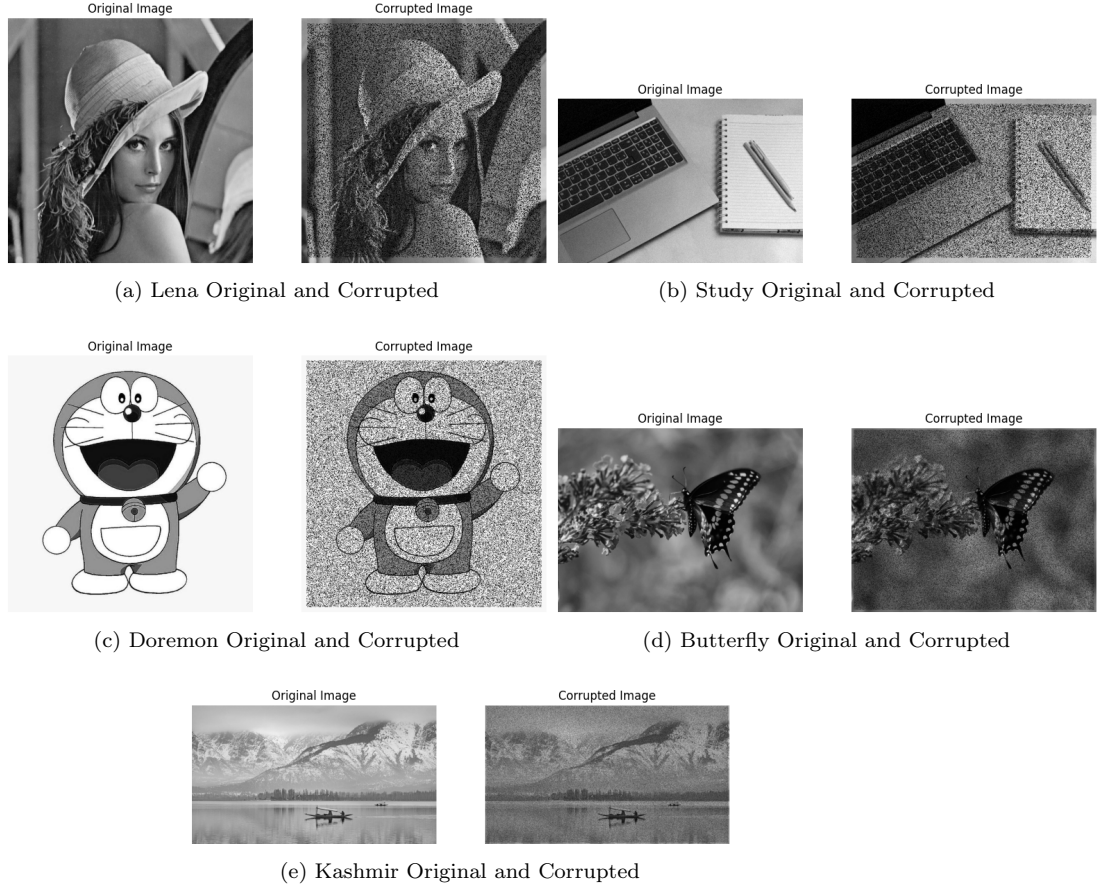 Original Image
Corrupted Image
(a) Lena Original and Corrupted
Original Image
Corrupted Image
(b) Study Original and Corrupted
Original Image
Corrupted Image
(c) Doremon Original and Corrupted
Original Image
Corrupted Image
(d) Butterfly Original and Corrupted
Original Image
Corrupted Image
(e) Kashmir Original and Corrupted